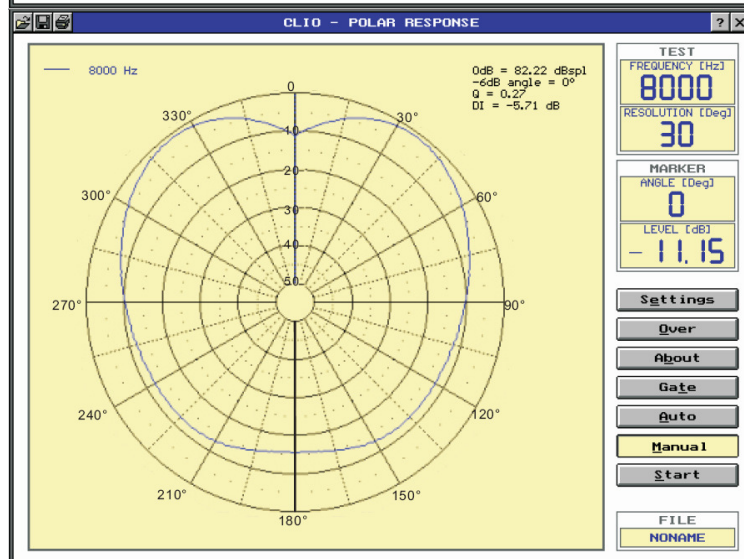 CLIO - POLAR RESPONSE
? X
8000 Hz
0dB = 82.22 dBspl
-6dB angle = 0°
Q = 0.27
DI = -5.71 dB
0
330°
30°
10
20
300°
60°
30
40
50
270°
90°
240°
120°
210°
150°
180°
TEST
FREQUENCY [Hz]
8000
RESOLUTION [Deg]
30
MARKER
ANGLE [Deg]
0
LEVEL [dB]
-11.15
Settings
Over
About
Gate
Auto
Manual
Start
FILE
NONAME